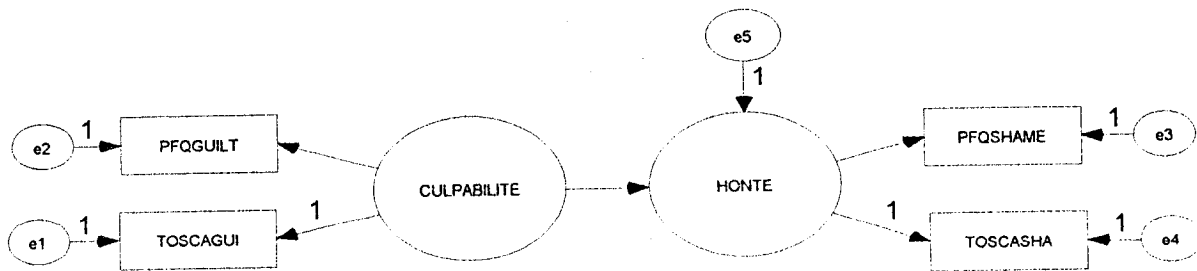 e5
1
e2
1
PFQGUILT
CULPABILITE
HONTE
PFQSHAME
1
e3
e1
1
TOSCAGUI
1
1
TOSCASHA
1
e4